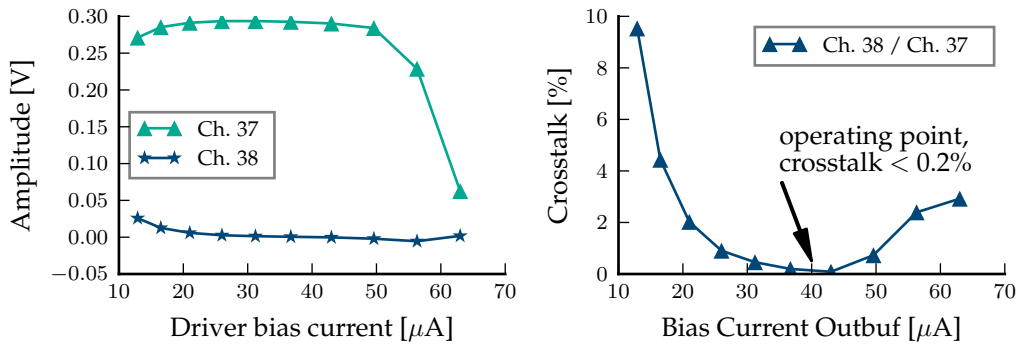 0.30
0.25
0.20
0.15
0.10
0.05
0.00
−0.05
Amplitude [V]
Ch. 37
Ch. 38
10 20 30 40 50 60 70
Driver bias current [μA]
10
8
6
4
2
0
Crosstalk [%]
Ch. 38 / Ch. 37
operating point,
crosstalk < 0.2%
10 20 30 40 50 60 70
Bias Current Outbuf [μA]